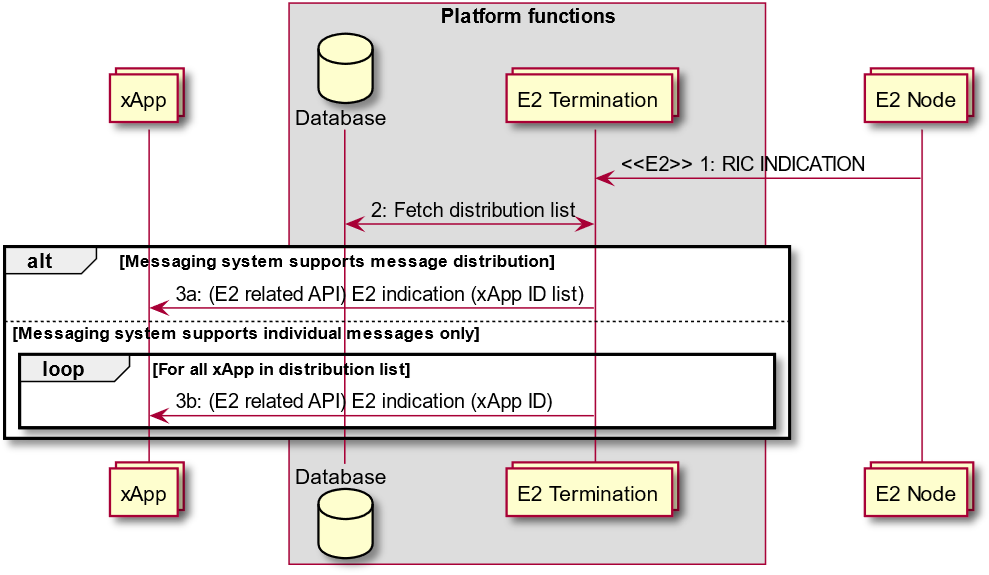 Platform functions
xApp
Database
E2 Termination
E2 Node
<<E2>> 1: RIC INDICATION
2: Fetch distribution list
alt [Messaging system supports message distribution]
3a: (E2 related API) E2 indication (xApp ID list)
[Messaging system supports individual messages only]
loop [For all xApp in distribution list]
3b: (E2 related API) E2 indication (xApp ID)
xApp
Database
E2 Termination
E2 Node